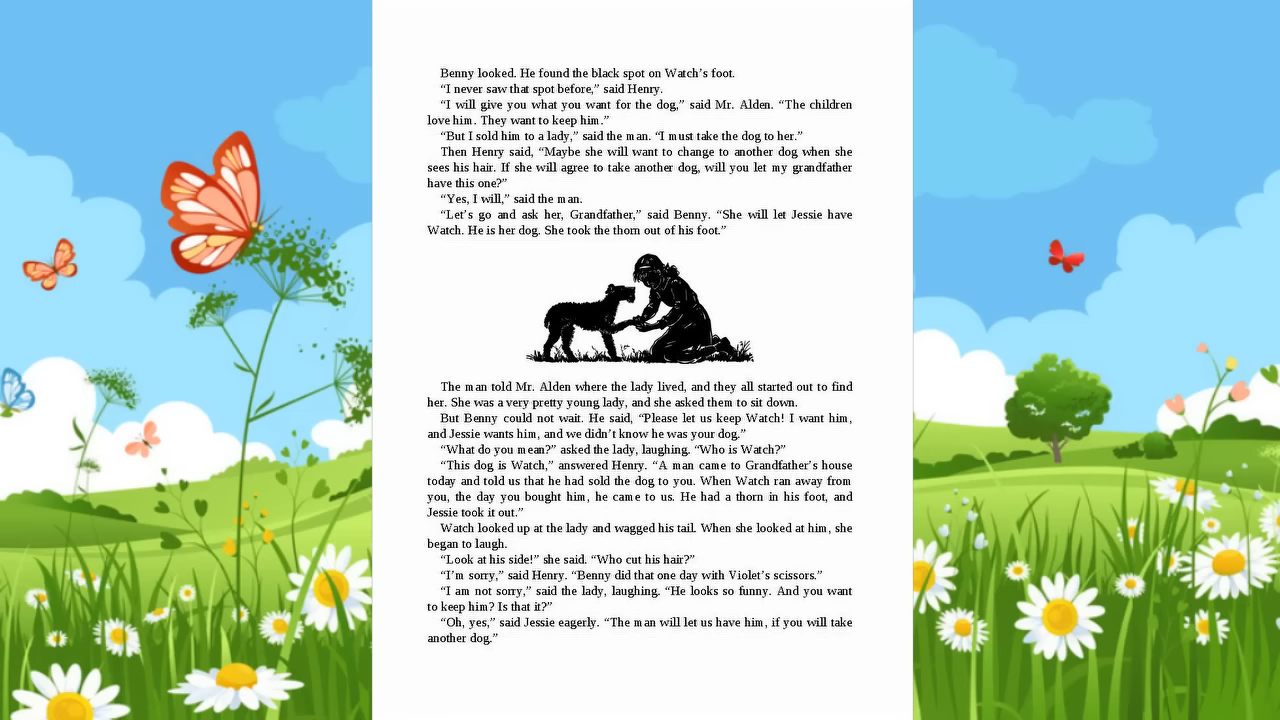 Benny looked. He found the black spot on Watch’s foot.
“I never saw that spot before,” said Henry.
“I will give you what you want for the dog,” said Mr. Alden. “The children
love him. They want to keep him.”
“But I sold him to a lady,” said the man. “I must take the dog to her.”
Then Henry said, “Maybe she will want to change to another dog when she
sees his hair. If she will agree to take another dog, will you let my grandfather
have this one?”
“Yes, I will,” said the man.
“Let’s go and ask her, Grandfather,” said Benny. “She will let Jessie have
Watch. He is her dog. She took the thorn out of his foot.”
The man told Mr. Alden where the lady lived, and they all started out to find
her. She was a very pretty young lady, and she asked them to sit down.
But Benny could not wait. He said, “Please let us keep Watch! I want him,
and Jessie wants him, and we didn’t know he was your dog.”
“What do you mean?” asked the lady, laughing. “Who is Watch?”
“This dog is Watch,” answered Henry. “A man came to Grandfather’s house
today and told us that he had sold the dog to you. When Watch ran away from
you, the day you bought him, he came to us. He had a thorn in his foot, and
Jessie took it out.”
Watch looked up at the lady and wagged his tail. When she looked at him, she
began to laugh.
“Look at his side!” she said. “Who cut his hair?”
“I’m sorry,” said Henry. “Benny did that one day with Violet’s scissors.”
“I am not sorry,” said the lady, laughing. “He looks so funny. And you want
to keep him? Is that it?”
“Oh, yes,” said Jessie eagerly. “The man will let us have him, if you will take
another dog.”